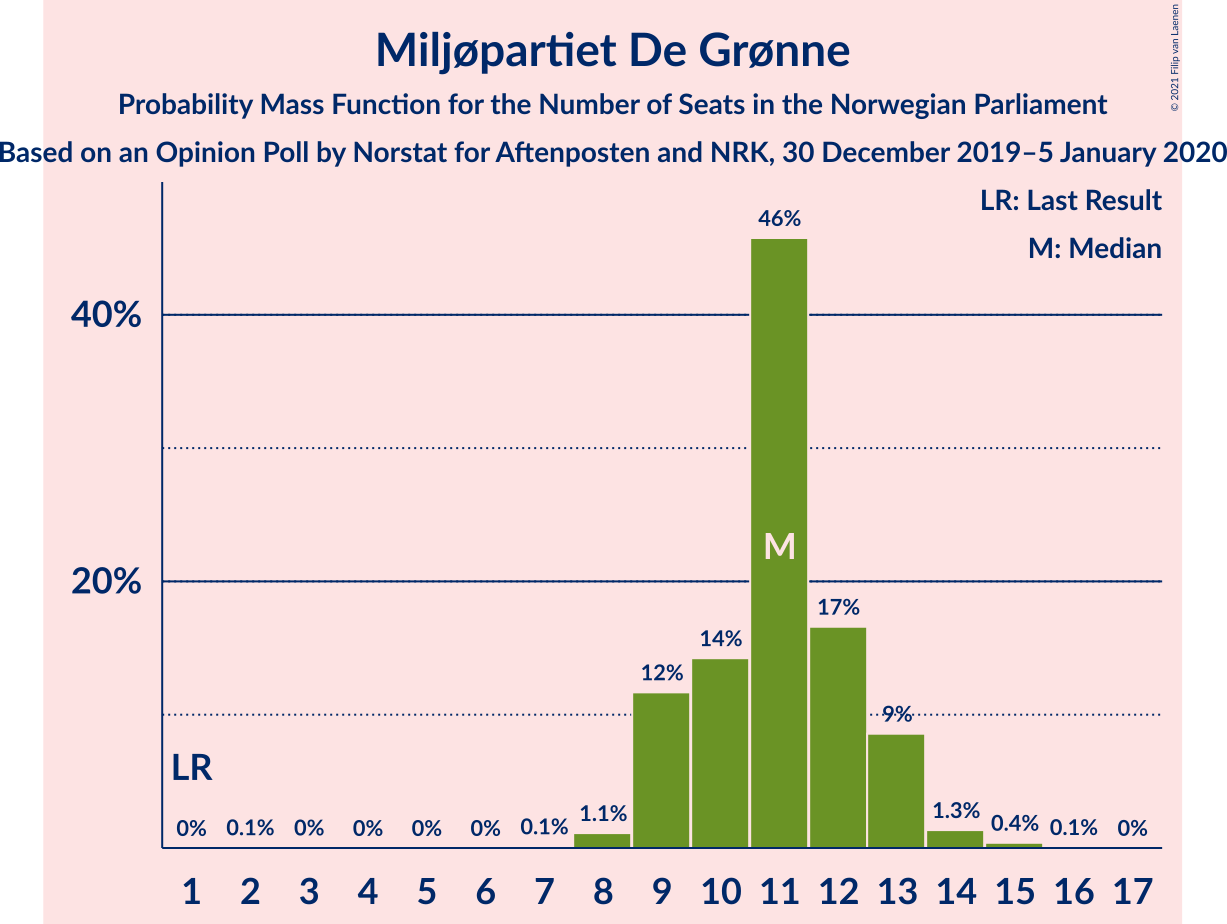 Miljøpartiet De Grønne
Probability Mass Function for the Number of Seats in the Norwegian Parliament
Based on an Opinion Poll by Norstat for Aftenposten and NRK, 30 December 2019–5 January 2020
© 2021 Filip van Laenen
LR: Last Result
M: Median
40%
20%
46%
M
17%
14%
12%
9%
LR
0% 0.1% 0% 0% 0% 0% 0.1% 1.1% 1.3% 0.4% 0.1% 0%
1 2 3 4 5 6 7 8 9 10 11 12 13 14 15 16 17